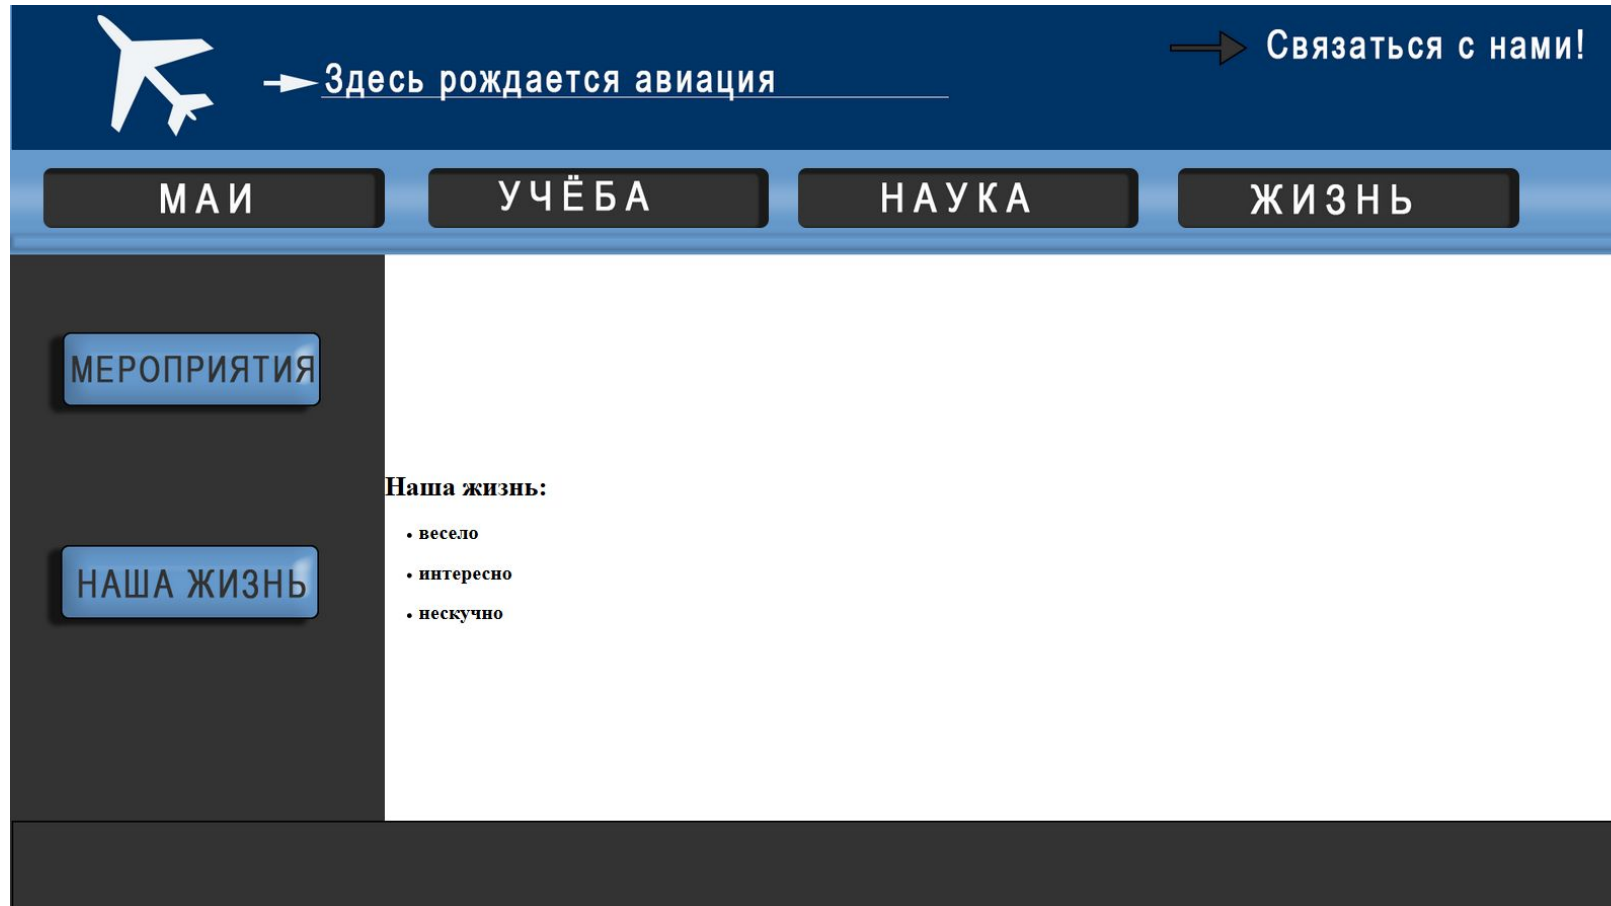 Здесь рождается авиация
Связаться с нами!
МАИ
УЧЁБА
НАУКА
ЖИЗНЬ
МЕРОПРИЯТИЯ
НАША ЖИЗНЬ
Наша жизнь:
• весело
• интересно
• нескучно